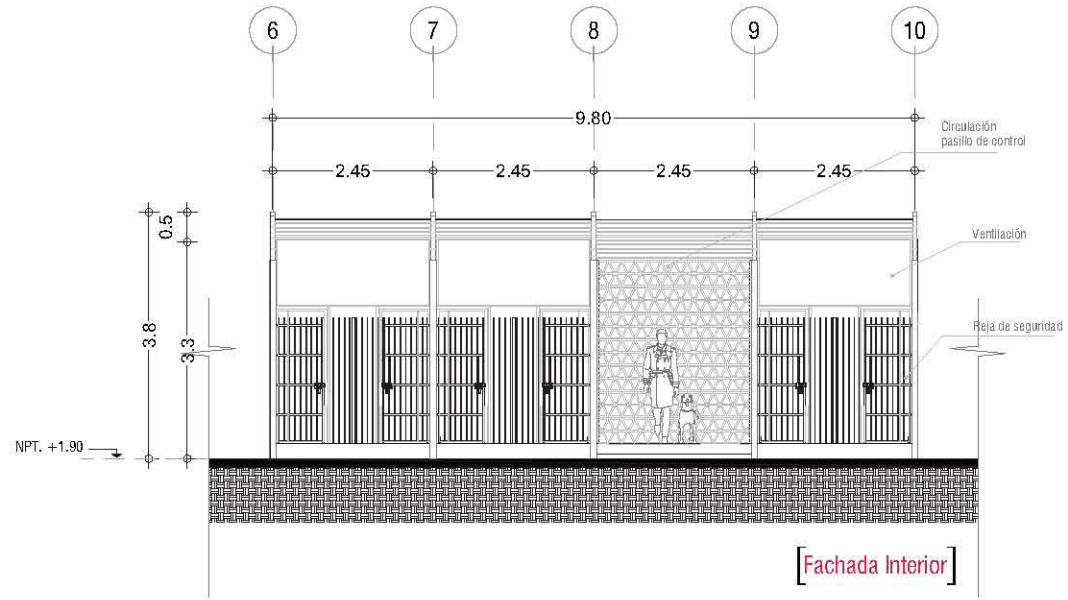 6 7 8 9 10
9.80
Circulación
pasillo de control
2.45 2.45 2.45 2.45
0.5
Ventilación
3.8
3.3
Reja de seguridad
NPT. +1.90
[Fachada Interior]